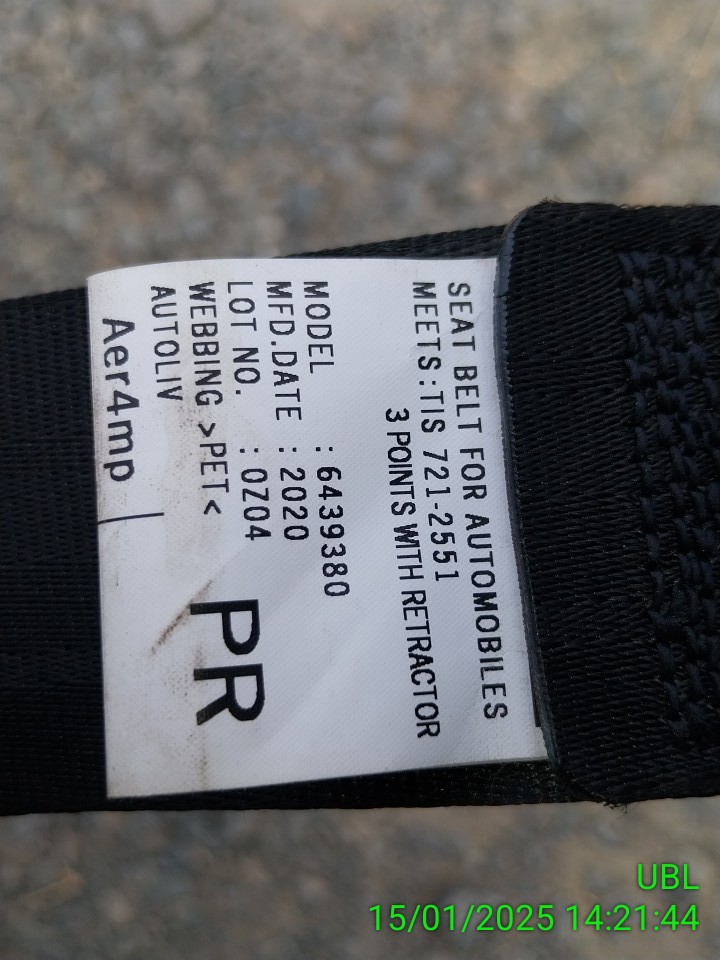 SEAT BELT FOR AUTOMOBILES
MEETS:TIS 721-2551
3 POINTS WITH RETRACTOR
MODEL : 6439380
MFD.DATE : 2020
LOT NO. : 0704
WEBBING >PET<
AUTOLIV
PR
Aer4mp
UBL
15/01/2025 14:21:44